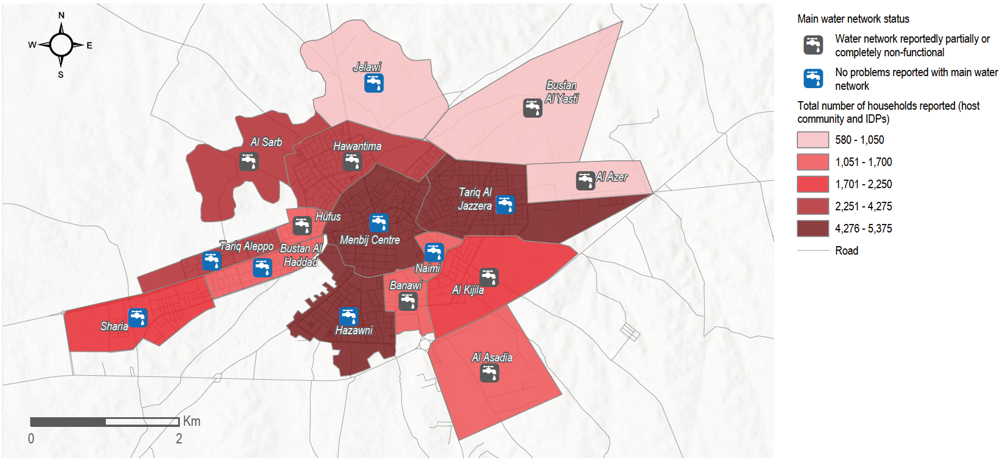 N
W
E
S
Jelawi
Bustan
Al Yasti
Al Sarb
Hawantima
Al Azer
Tariq Al
Jazzera
Hufus
Menbij Centre
Tariq Aleppo
Bustan Al
Haddad
Naimi
Banawi
Al Kijila
Sharia
Hazawni
Al Asadia
Km
0
2
Main water network status
Water network reportedly partially or
completely non-functional
No problems reported with main water
network
Total number of households reported (host
community and IDPs)
580 - 1,050
1,051 - 1,700
1,701 - 2,250
2,251 - 4,275
4,276 - 5,375
Road